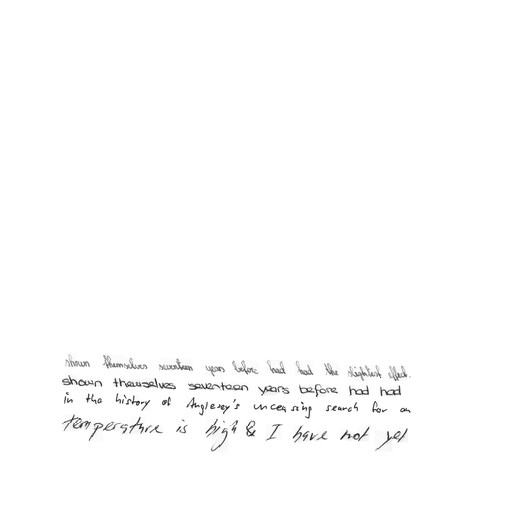 shown themselves seventeen years before had had the slightest effect.
shown themselves seventeen years before had had
in the history of Anglesey's unceasing search for an
temperature is high & I have not yet